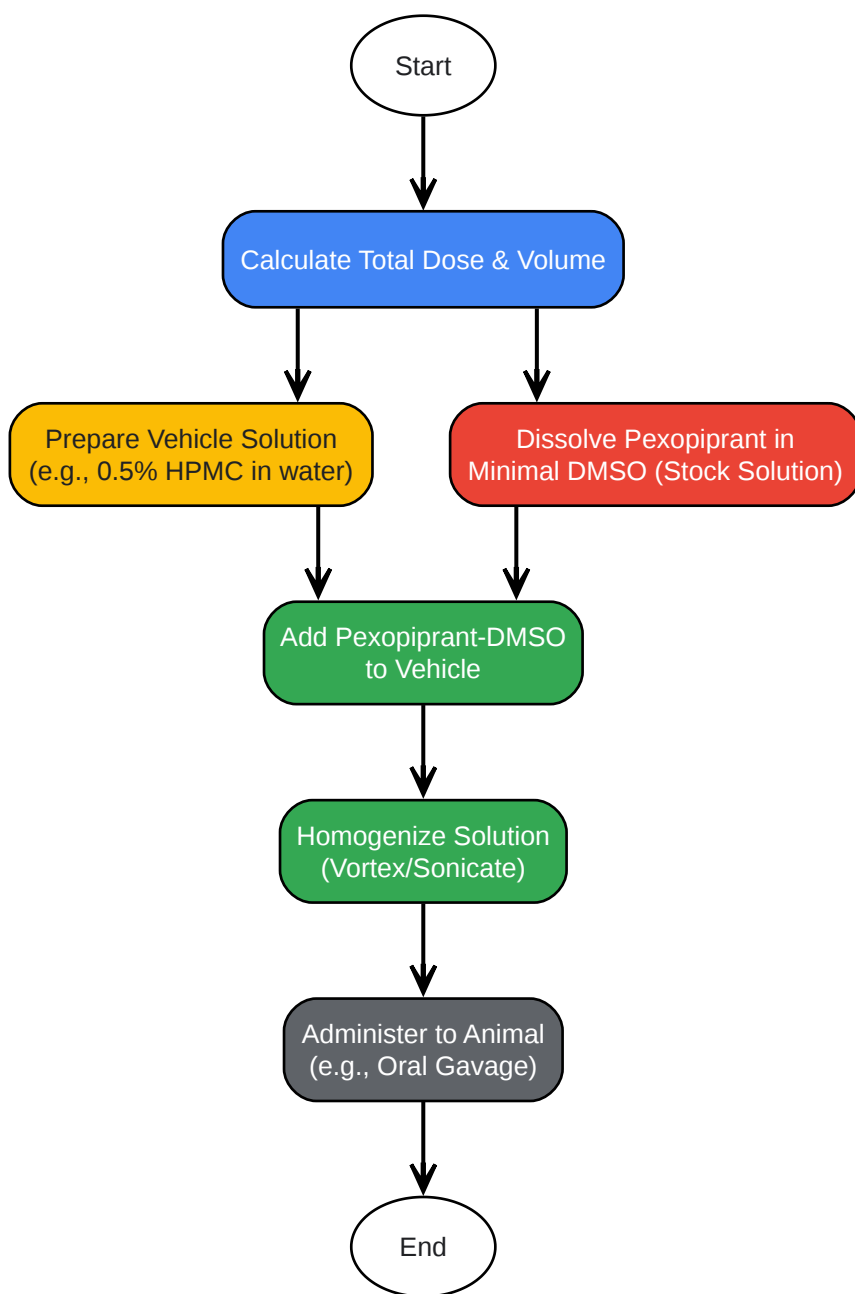 Start
Calculate Total Dose & Volume
Prepare Vehicle Solution
(e.g., 0.5% HPMC in water)
Dissolve Pexopiprant in
Minimal DMSO (Stock Solution)
Add Pexopiprant-DMSO
to Vehicle
Homogenize Solution
(Vortex/Sonicate)
Administer to Animal
(e.g., Oral Gavage)
End